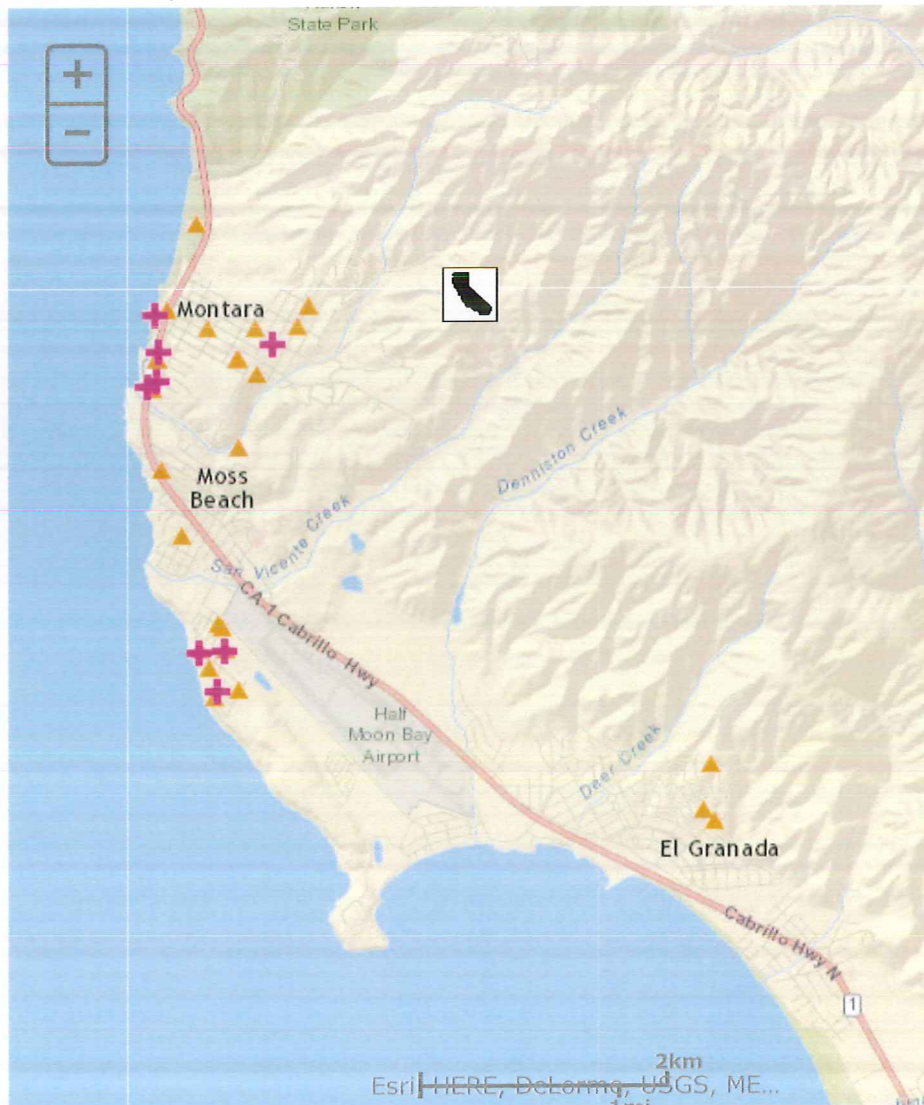 State Park
+
−
Montara
Moss
Beach
Denniston Creek
San Vicente Creek
CA-1 Cabrillo Hwy
Half
Moon Bay
Airport
Deer Creek
El Granada
Cabrillo Hwy N
1
2km
Esri, HERE, DeLorme, USGS, ME...